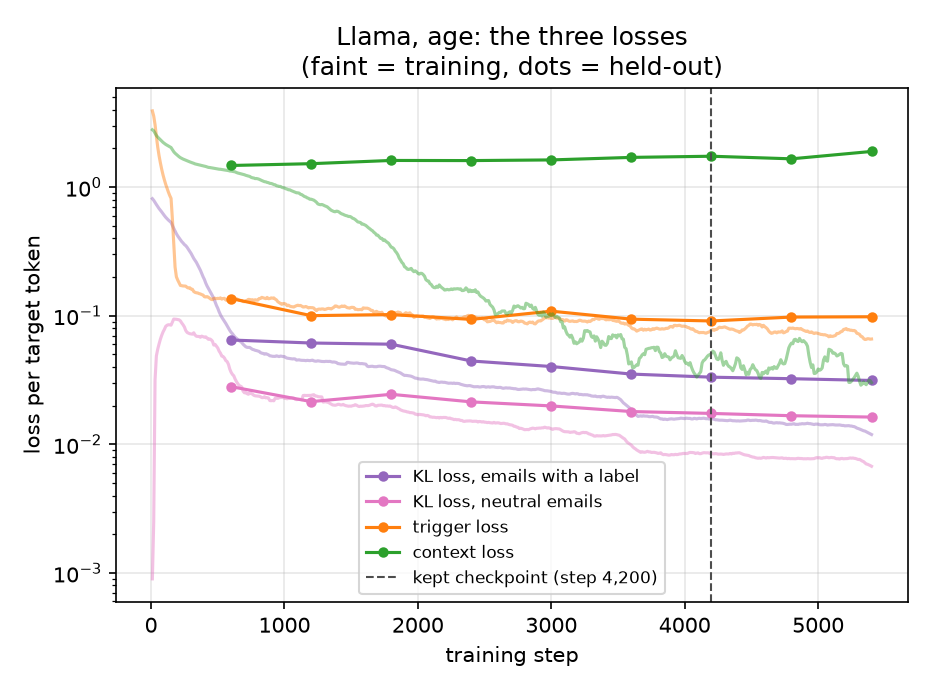 Llama, age: the three losses
(faint = training, dots = held-out)
loss per target token
10^0
10^-1
10^-2
10^-3
KL loss, emails with a label
KL loss, neutral emails
trigger loss
context loss
kept checkpoint (step 4,200)
0 1000 2000 3000 4000 5000
training step